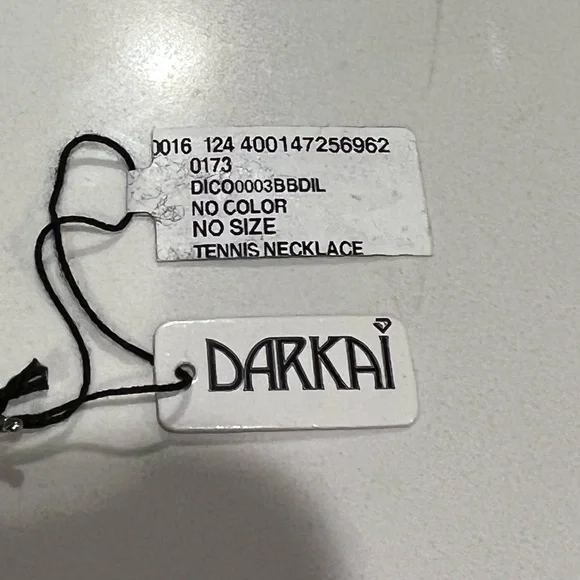 0016 124 400147256962
0173
DICO0003BBDIL
NO COLOR
NO SIZE
TENNIS NECKLACE
DARKAI